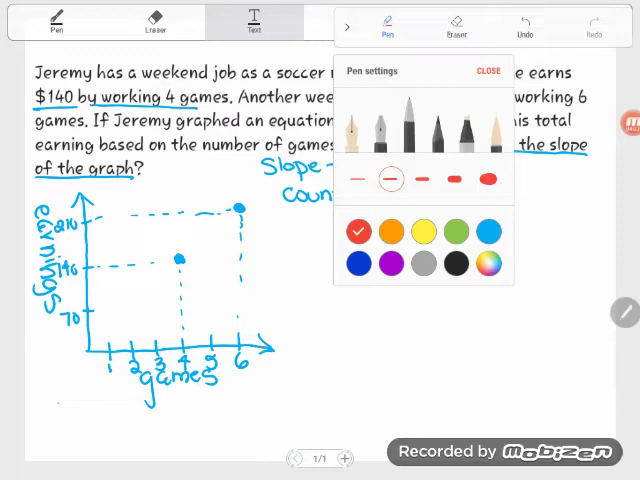 Pen
Eraser
Text
Pen
Eraser
Undo
Redo
Pen settings
CLOSE
Jeremy has a weekend job as a soccer
e earns
$140 by working 4 games. Another wee
working 6
games. If Jeremy graphed an equation
his total
earning based on the number of games
the slope
of the graph?
Slope -
coun
earnings
210
140
70
1 2 3 4 5 6
games
1/1
Recorded by mobizen